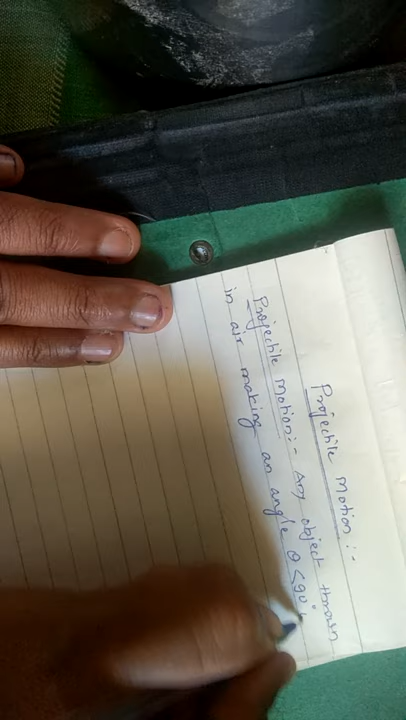 Projectile Motion :-
Projectile Motion:- Any object thrown
in air making an angle θ<90°